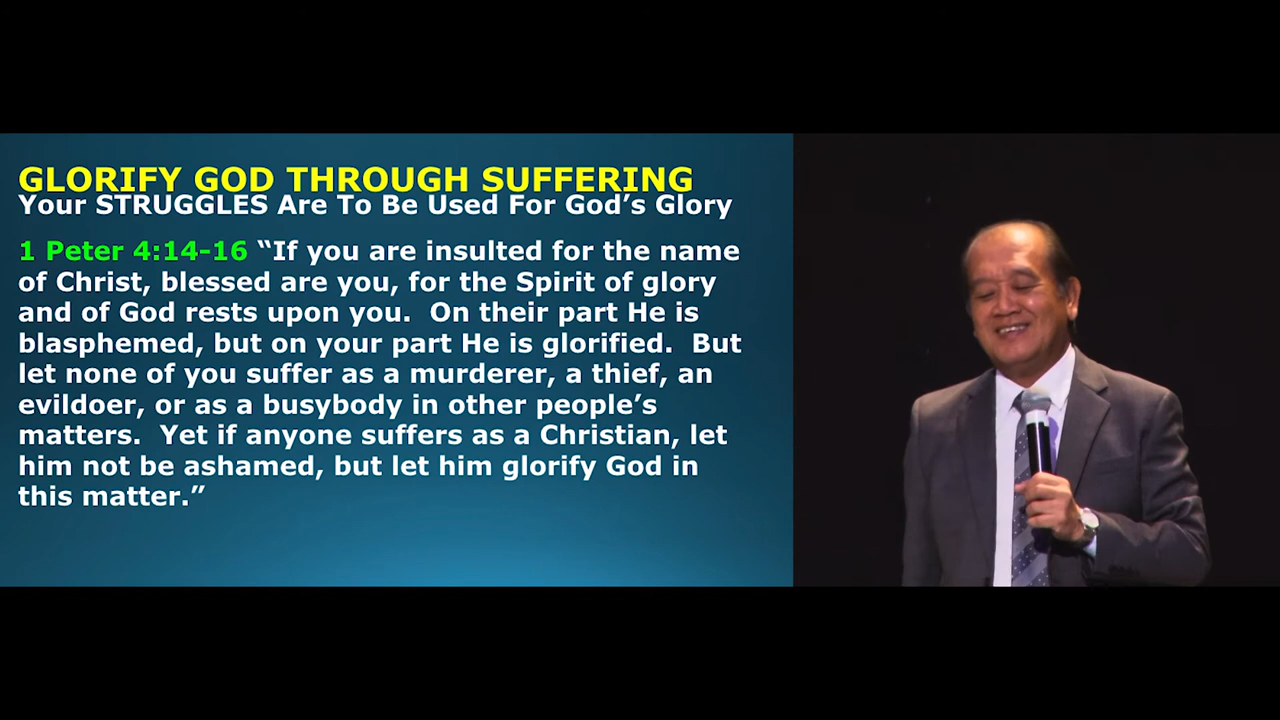 GLORIFY GOD THROUGH SUFFERING
Your STRUGGLES Are To Be Used For God’s Glory
1 Peter 4:14-16 “If you are insulted for the name
of Christ, blessed are you, for the Spirit of glory
and of God rests upon you.  On their part He is
blasphemed, but on your part He is glorified.  But
let none of you suffer as a murderer, a thief, an
evildoer, or as a busybody in other people’s
matters.  Yet if anyone suffers as a Christian, let
him not be ashamed, but let him glorify God in
this matter.”